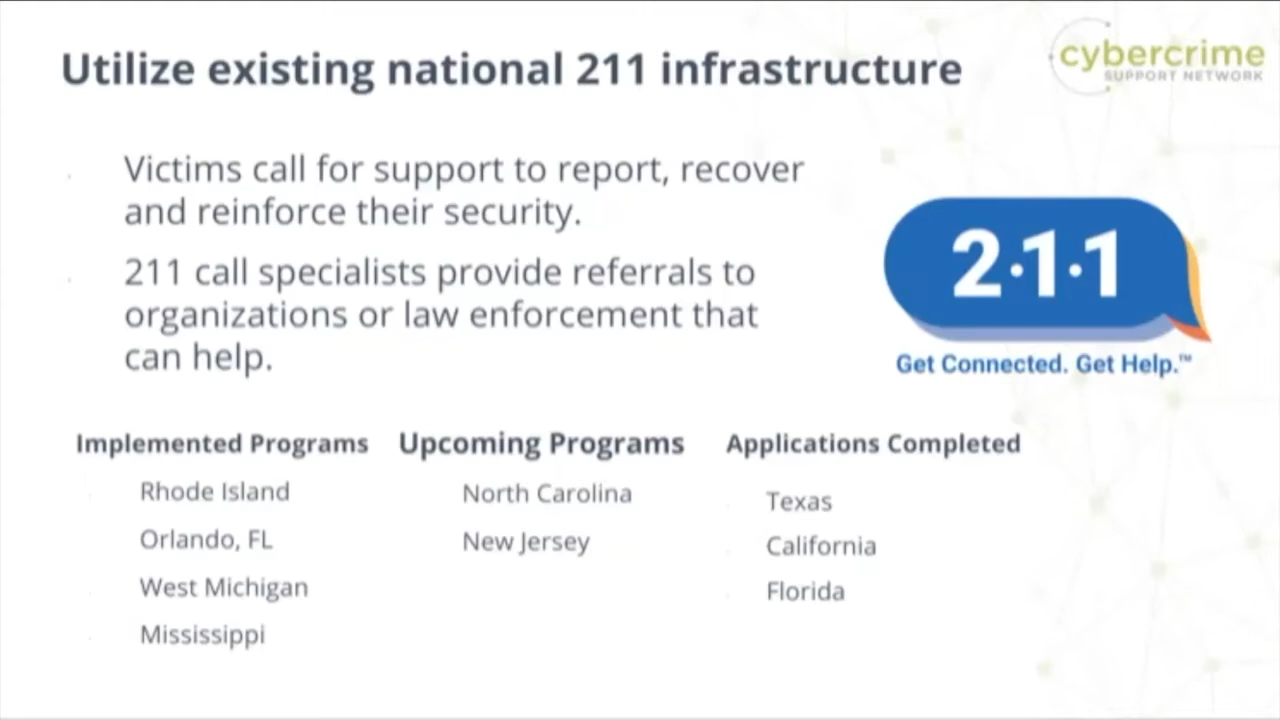 Utilize existing national 211 infrastructure
cybercrime
SUPPORT NETWORK
Victims call for support to report, recover
and reinforce their security.
211 call specialists provide referrals to
organizations or law enforcement that
can help.
2·1·1
Get Connected. Get Help.™
Implemented Programs
Rhode Island
Orlando, FL
West Michigan
Mississippi
Upcoming Programs
North Carolina
New Jersey
Applications Completed
Texas
California
Florida